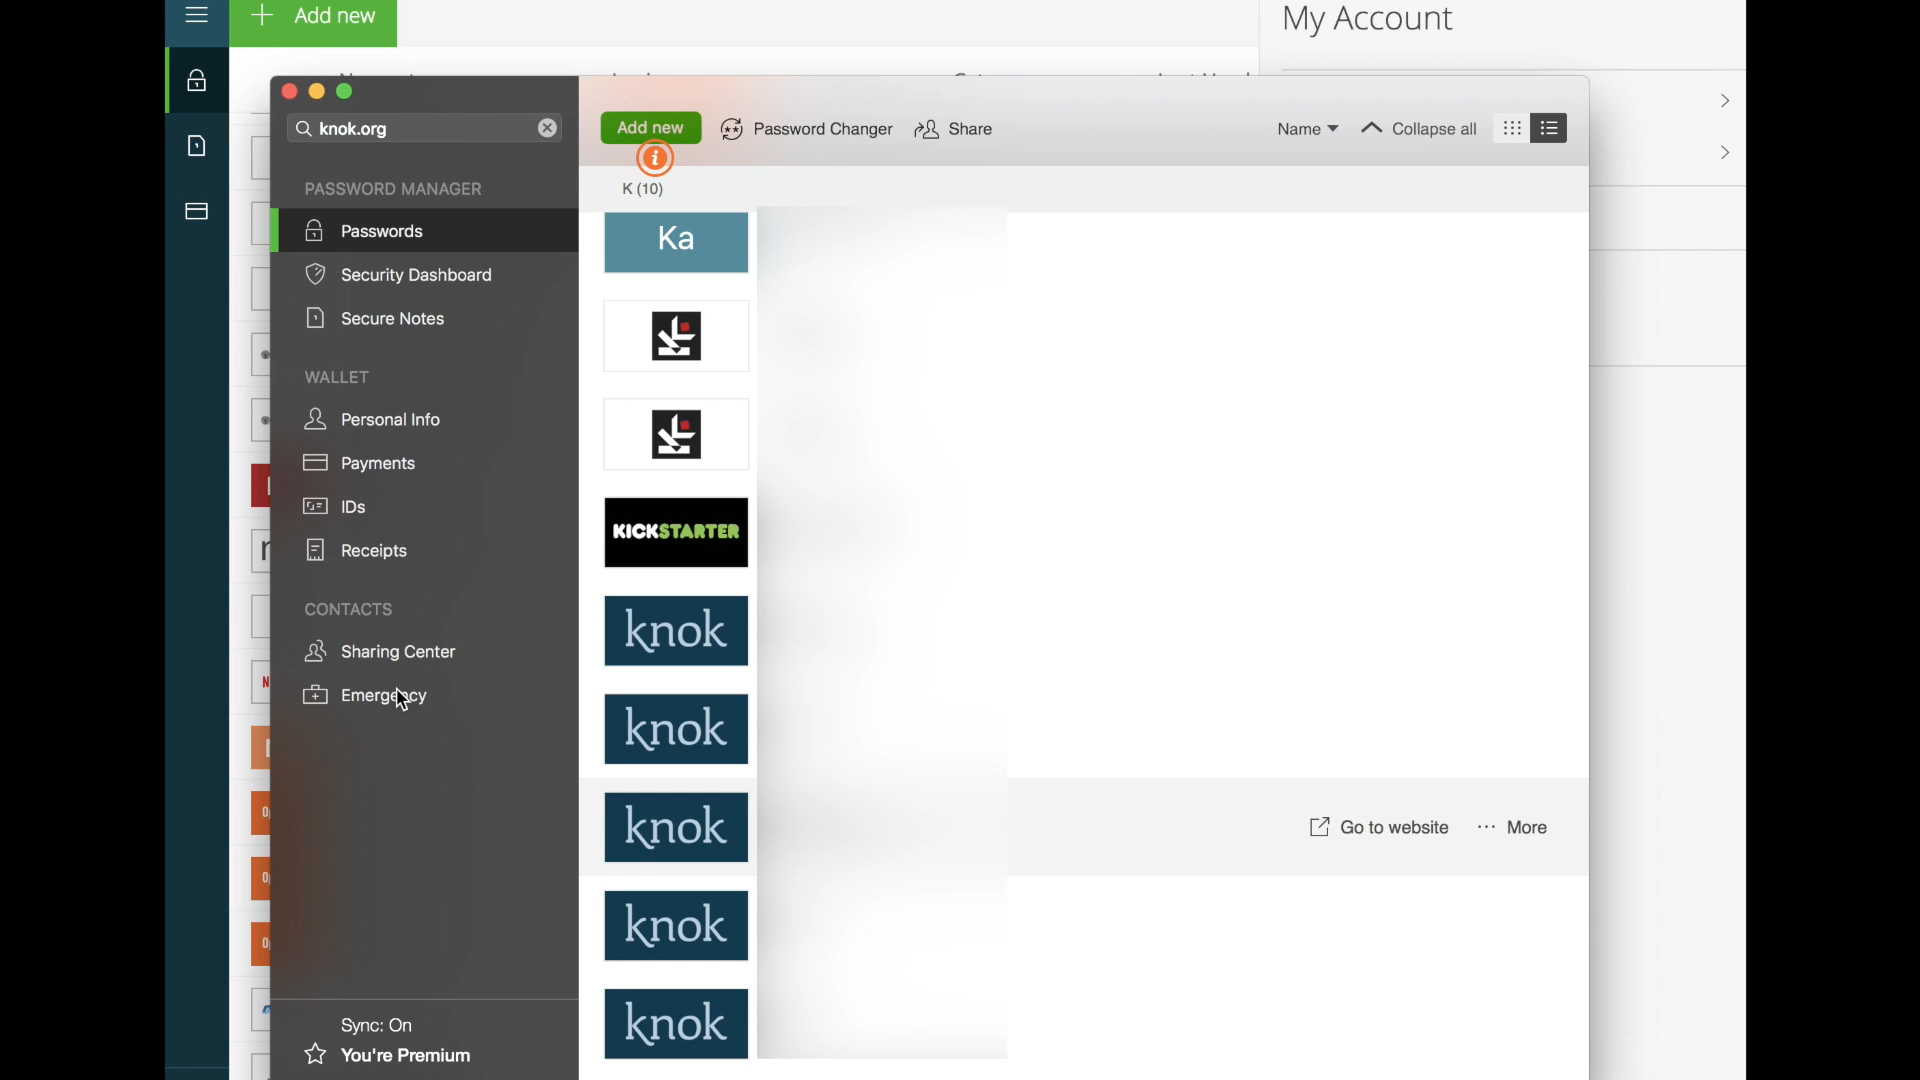 Add new
My Account
knok.org
Add new
Password Changer
Share
Name
Collapse all
PASSWORD MANAGER
K (10)
Passwords
Ka
Security Dashboard
Secure Notes
WALLET
Personal Info
Payments
KICKSTARTER
IDs
Receipts
CONTACTS
knok
Sharing Center
Emergency
knok
knok
Go to website
More
knok
knok
Sync: On
You're Premium